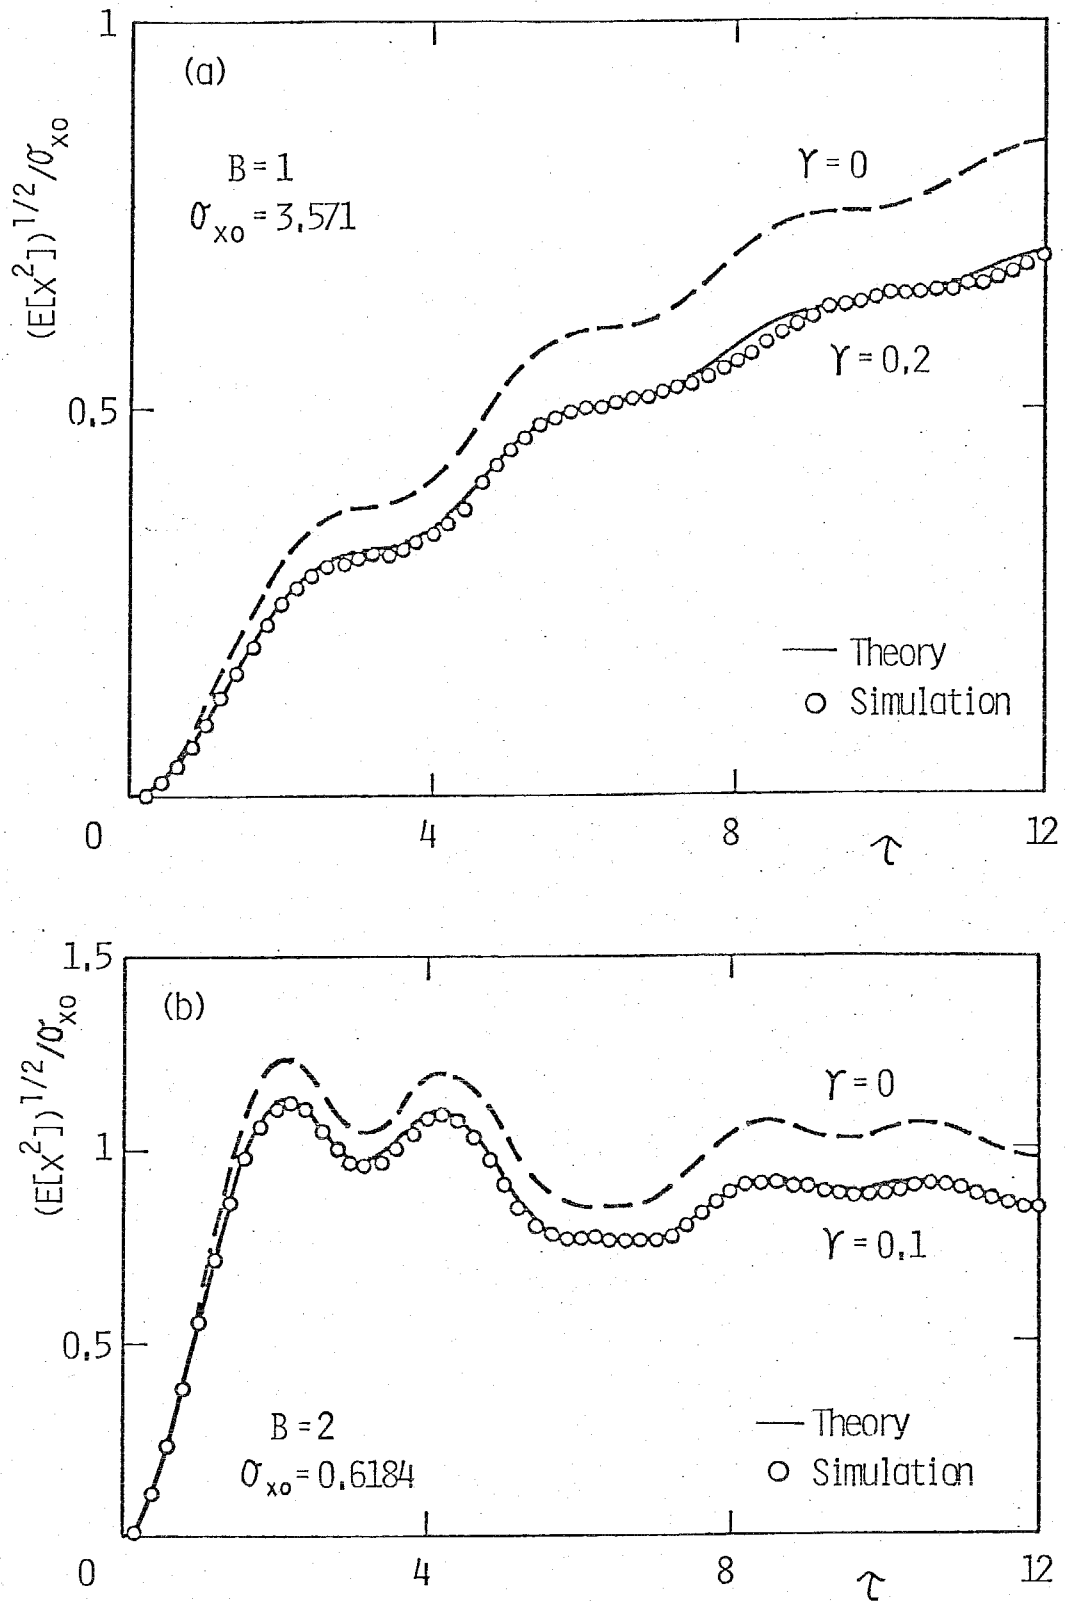 1
(a)
B = 1
σxo = 3.571
(E[x²])^1/2/σxo
γ = 0
0.5
γ = 0.2
Theory
Simulation
0
4
8
τ
12
1.5
(b)
(E[x²])^1/2/σxo
γ = 0
1
γ = 0.1
0.5
B = 2
σxo = 0.6184
Theory
Simulation
0
4
8
τ
12